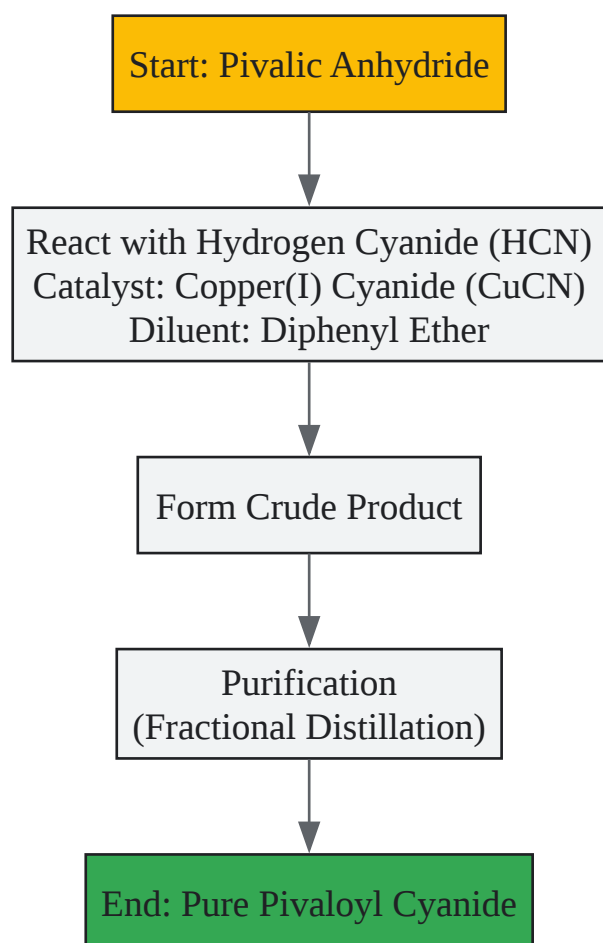 Start: Pivalic Anhydride
React with Hydrogen Cyanide (HCN)
Catalyst: Copper(I) Cyanide (CuCN)
Diluent: Diphenyl Ether
Form Crude Product
Purification
(Fractional Distillation)
End: Pure Pivaloyl Cyanide